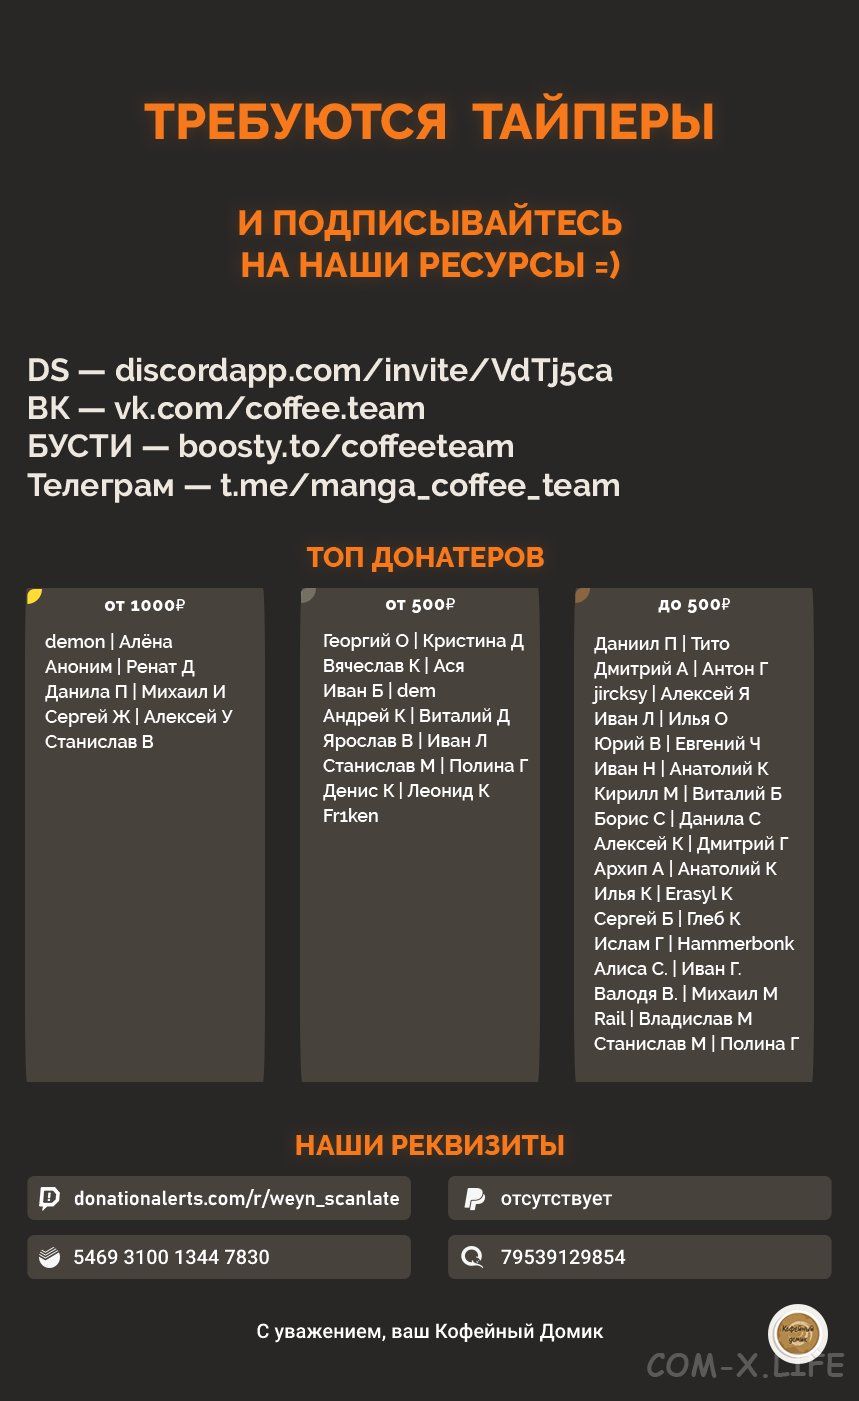 ТРЕБУЮТСЯ ТАЙПЕРЫ
И ПОДПИСЫВАЙТЕСЬ
НА НАШИ РЕСУРСЫ =)
DS — discordapp.com/invite/VdTj5ca
ВК — vk.com/coffee.team
БУСТИ — boosty.to/coffeeteam
Телеграм — t.me/manga_coffee_team
ТОП ДОНАТЕРОВ
от 1000₽
demon | Алёна
Аноним | Ренат Д
Данила П | Михаил И
Сергей Ж | Алексей У
Станислав В
от 500₽
Георгий О | Кристина Д
Вячеслав К | Ася
Иван Б | dem
Андрей К | Виталий Д
Ярослав В | Иван Л
Станислав М | Полина Г
Денис К | Леонид К
Fr1ken
до 500₽
Даниил П | Тито
Дмитрий А | Антон Г
jircksy | Алексей Я
Иван Л | Илья О
Юрий В | Евгений Ч
Иван Н | Анатолий К
Кирилл М | Виталий Б
Борис С | Данила С
Алексей К | Дмитрий Г
Архип А | Анатолий К
Илья К | Erasyl K
Сергей Б | Глеб К
Ислам Г | Hammerbonk
Алиса С. | Иван Г.
Валодя В. | Михаил М
Rail | Владислав М
Станислав М | Полина Г
НАШИ РЕКВИЗИТЫ
donationalerts.com/r/weyn_scanlate
отсутствует
5469 3100 1344 7830
79539129854
С уважением, ваш Кофейный Домик
Кофейный
домик
COM-X.LIFE